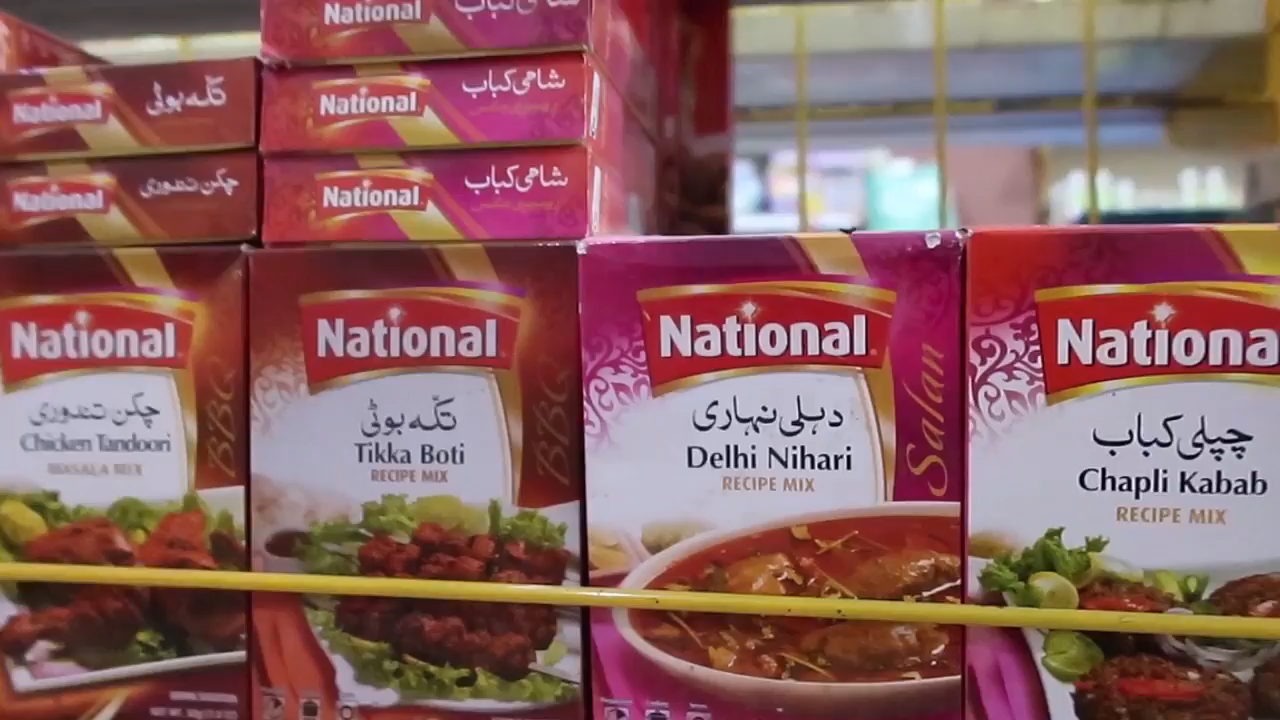 National شامی کباب
National تکہ بوٹی
National شامی کباب
National چکن تندوری
National شامی کباب
National
چکن تندوری
Chicken Tandoori
MASALA MIX
BBQ
National
تکّہ بوٹی
Tikka Boti
RECIPE MIX
BBQ
National
دہلی نہاری
Delhi Nihari
RECIPE MIX
Salan
Nationa
چپلی کباب
Chapli Kabab
RECIPE MIX